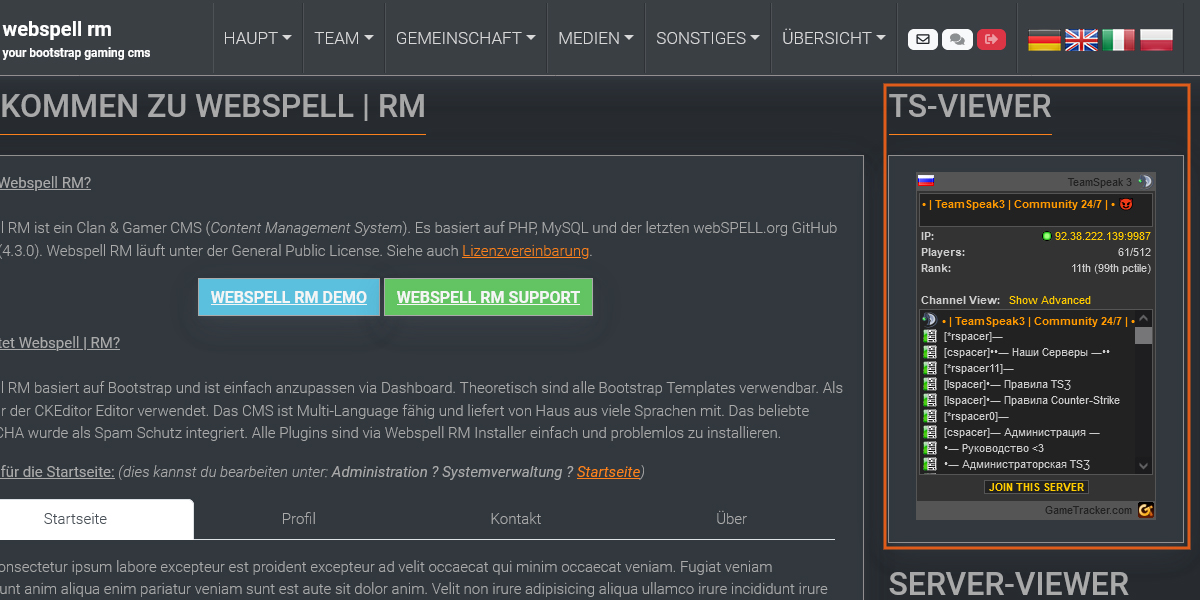 webspell rm
your bootstrap gaming cms
HAUPT
TEAM
GEMEINSCHAFT
MEDIEN
SONSTIGES
ÜBERSICHT
KOMMEN ZU WEBSPELL | RM
Webspell RM?
l RM ist ein Clan & Gamer CMS (Content Management System). Es basiert auf PHP, MySQL und der letzten webSPELL.org GitHub
(4.3.0). Webspell RM läuft unter der General Public License. Siehe auch Lizenzvereinbarung.
WEBSPELL RM DEMO
WEBSPELL RM SUPPORT
tet Webspell | RM?
l RM basiert auf Bootstrap und ist einfach anzupassen via Dashboard. Theoretisch sind alle Bootstrap Templates verwendbar. Als
r der CKEditor Editor verwendet. Das CMS ist Multi-Language fähig und liefert von Haus aus viele Sprachen mit. Das beliebte
CHA wurde als Spam Schutz integriert. Alle Plugins sind via Webspell RM Installer einfach und problemlos zu installieren.
für die Startseite: (dies kannst du bearbeiten unter: Administration ? Systemverwaltung ? Startseite)
Startseite
Profil
Kontakt
Über
onsectetur ipsum labore excepteur est proident excepteur ad velit occaecat qui minim occaecat veniam. Fugiat veniam
unt anim aliqua enim pariatur veniam sunt est aute sit dolor anim. Velit non irure adipisicing aliqua ullamco irure incididunt irure
TS-VIEWER
TeamSpeak 3
• | TeamSpeak3 | Community 24/7 | •
IP: 92.38.222.139:9987
Players: 61/512
Rank: 11th (99th pctile)
Channel View: Show Advanced
• | TeamSpeak3 | Community 24/7 | •
[*rspacer]—
[cspacer]••— Наши Серверы —••
[*rspacer11]—
[lspacer]•— Правила TSƷ
[lspacer]•— Правила Counter-Strike
[*rspacer0]—
[cspacer]— Администрация —
•— Руководство <3
•— Администраторская TSƷ
JOIN THIS SERVER
GameTracker.com
SERVER-VIEWER